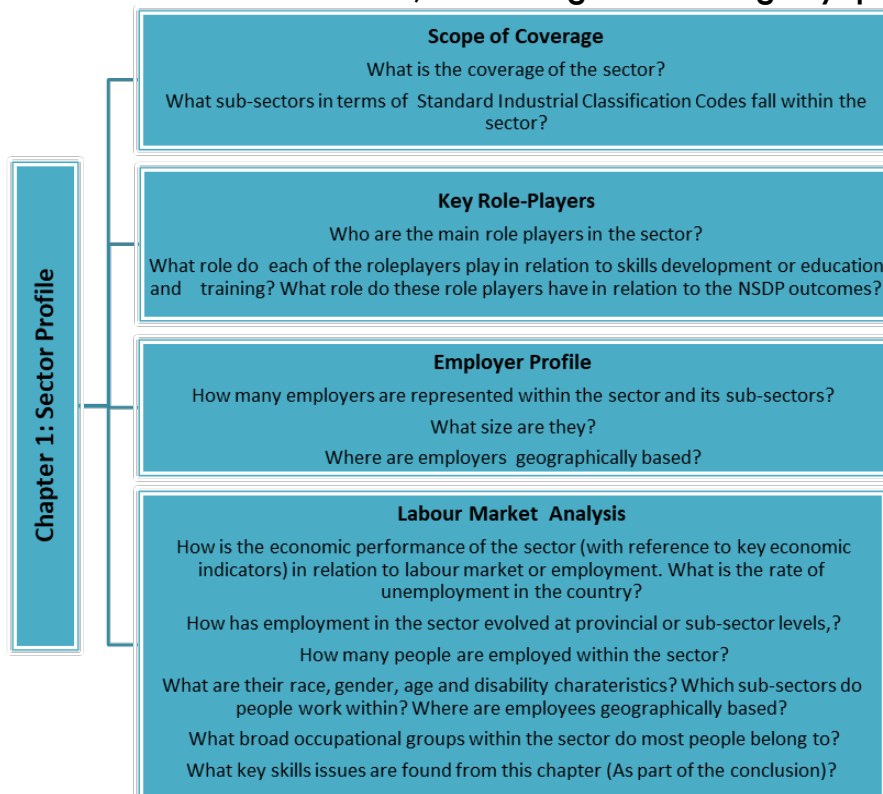 Chapter 1: Sector Profile
Scope of Coverage
What is the coverage of the sector?
What sub-sectors in terms of Standard Industrial Classification Codes fall within the
sector?
Key Role-Players
Who are the main role players in the sector?
What role do each of the roleplayers play in relation to skills development or education
and training? What role do these role players have in relation to the NSDP outcomes?
Employer Profile
How many employers are represented within the sector and its sub-sectors?
What size are they?
Where are employers geographically based?
Labour Market Analysis
How is the economic performance of the sector (with reference to key economic
indicators) in relation to labour market or employment. What is the rate of
unemployment in the country?
How has employment in the sector evolved at provincial or sub-sector levels,?
How many people are employed within the sector?
What are their race, gender, age and disability charateristics? Which sub-sectors do
people work within? Where are employees geographically based?
What broad occupational groups within the sector do most people belong to?
What key skills issues are found from this chapter (As part of the conclusion)?